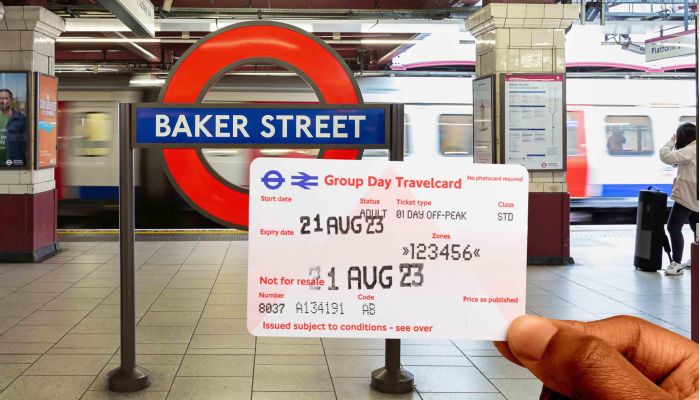 Platform
BAKER STREET
Group Day Travelcard
No photocard required
Start date
Status
Ticket type
Class
21 AUG 23
ADULT
01 DAY OFF-PEAK
STD
Expiry date
Zones
»123456«
21 AUG 23
Not for resale
Number
Code
Price as published
8037
A134191
AB
Issued subject to conditions – see over